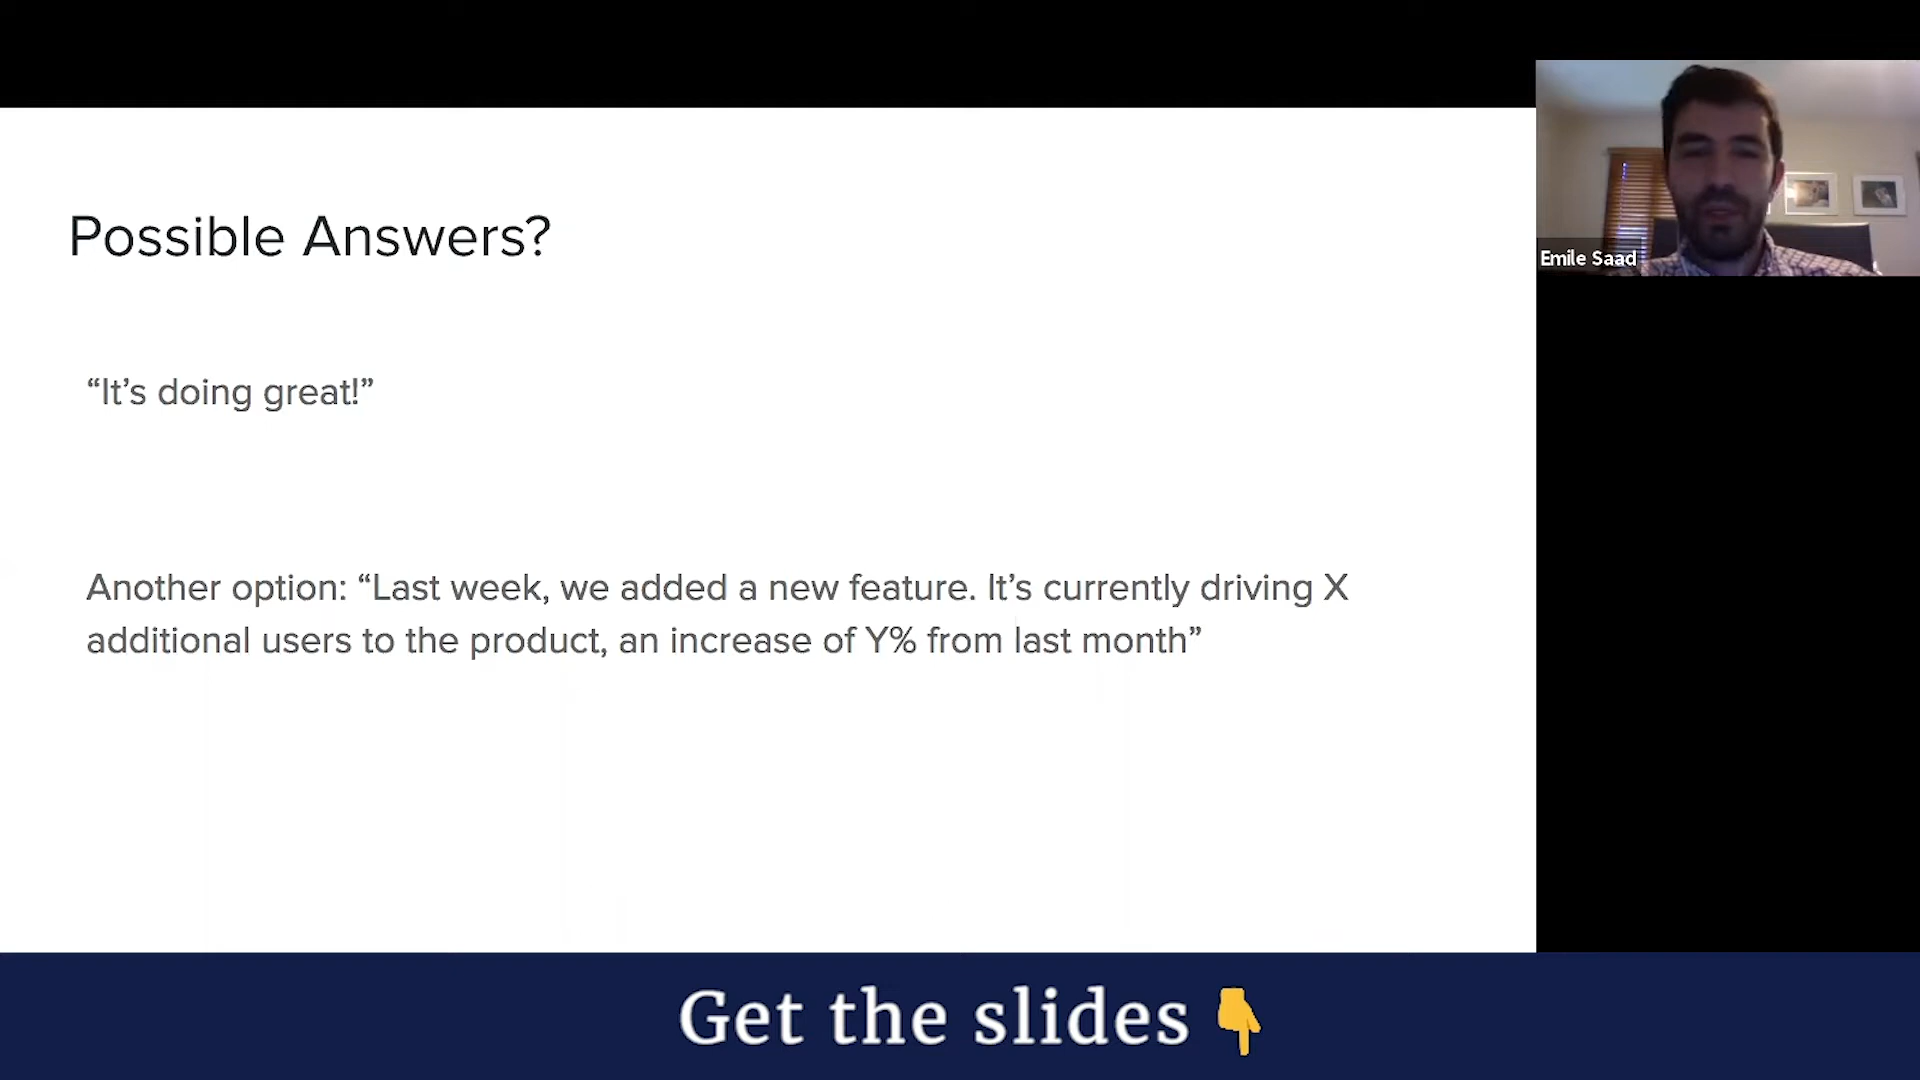 Possible Answers?
“It’s doing great!”
Another option: “Last week, we added a new feature. It’s currently driving X
additional users to the product, an increase of Y% from last month”
Emile Saad
Get the slides 👇